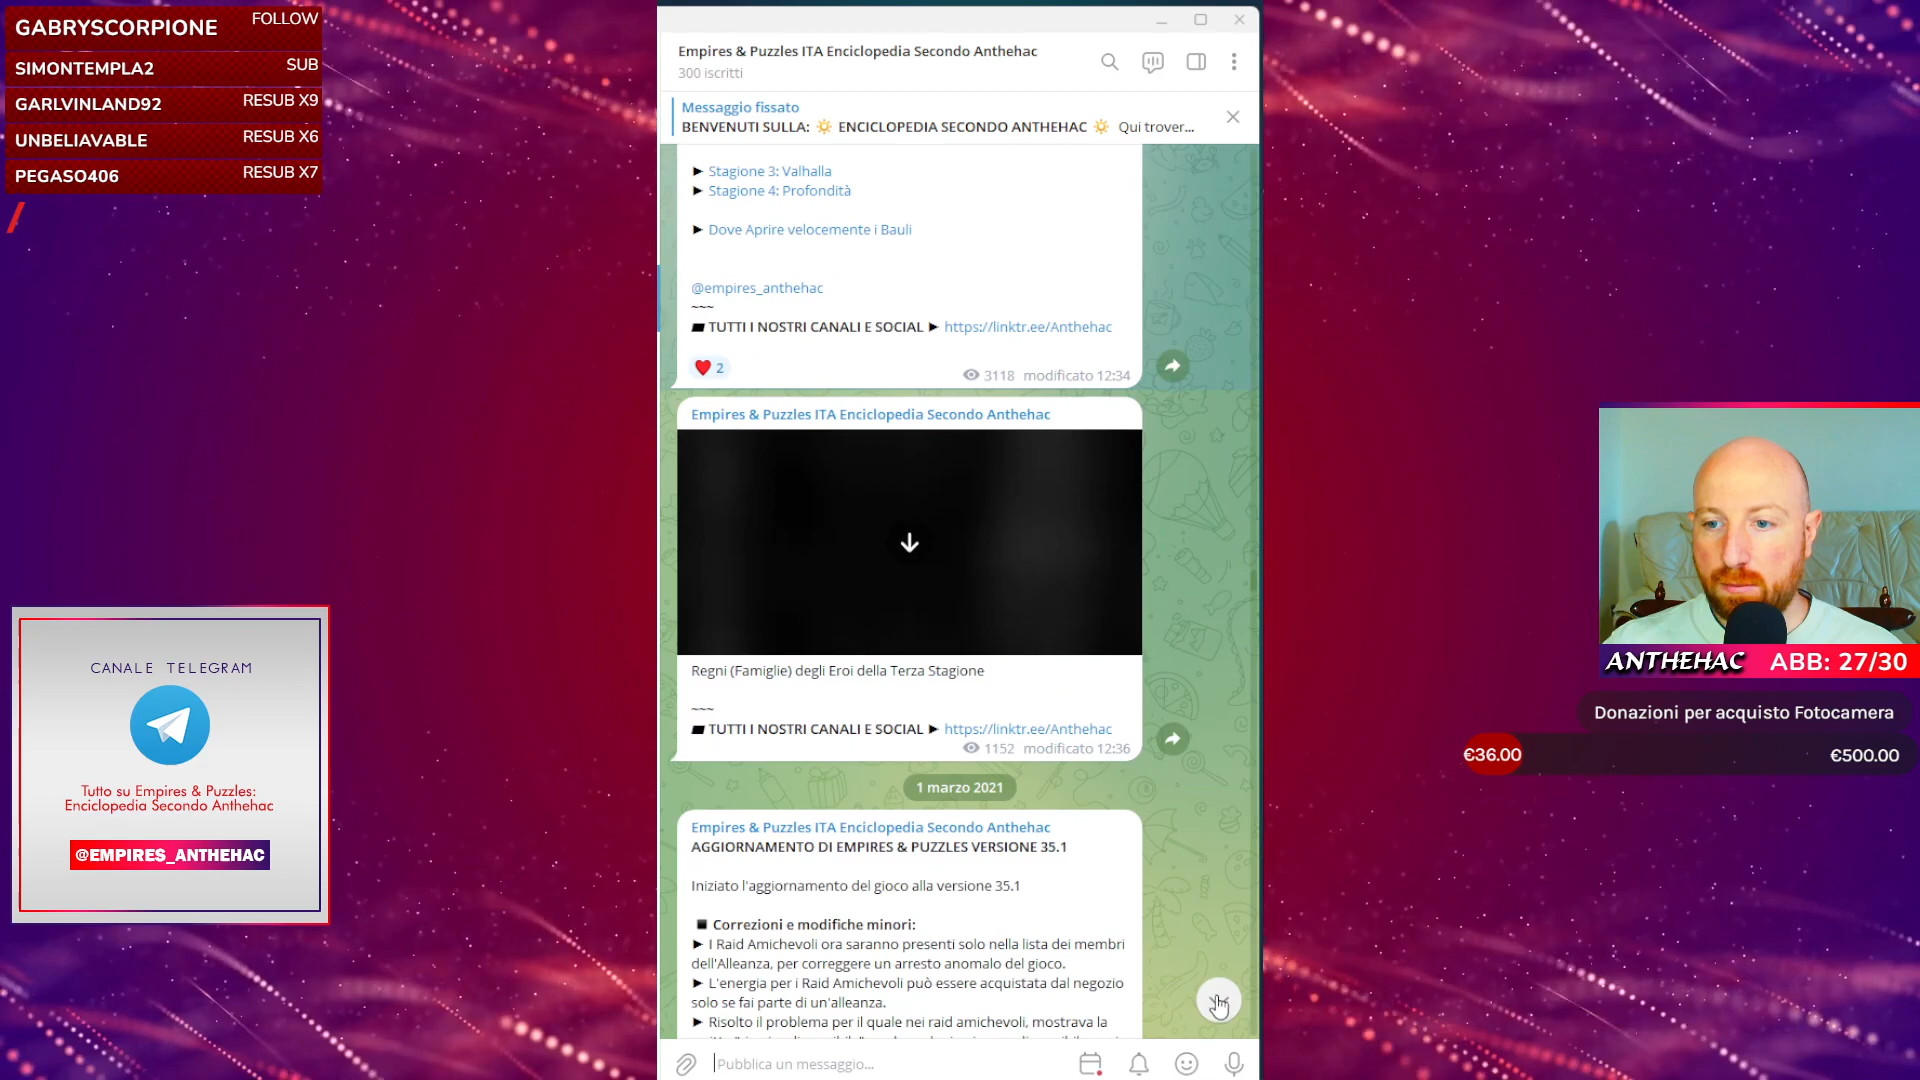 GABRYSCORPIONE FOLLOW
SIMONTEMPLA2 SUB
GARLVINLAND92 RESUB X9
UNBELIAVABLE RESUB X6
PEGASO406 RESUB X7
CANALE TELEGRAM
Tutto su Empires & Puzzles:
Enciclopedia Secondo Anthehac
@EMPIRES_ANTHEHAC
Empires & Puzzles ITA Enciclopedia Secondo Anthehac
300 iscritti
Messaggio fissato
BENVENUTI SULLA: ☀️ ENCICLOPEDIA SECONDO ANTHEHAC ☀️ Qui trover...
► Stagione 3: Valhalla
► Stagione 4: Profondità
► Dove Aprire velocemente i Bauli
@empires_anthehac
~~~
TUTTI I NOSTRI CANALI E SOCIAL ► https://linktr.ee/Anthehac
❤️ 2
3118 modificato 12:34
Empires & Puzzles ITA Enciclopedia Secondo Anthehac
Regni (Famiglie) degli Eroi della Terza Stagione
~~~
TUTTI I NOSTRI CANALI E SOCIAL ► https://linktr.ee/Anthehac
1152 modificato 12:36
1 marzo 2021
Empires & Puzzles ITA Enciclopedia Secondo Anthehac
AGGIORNAMENTO DI EMPIRES & PUZZLES VERSIONE 35.1
Iniziato l'aggiornamento del gioco alla versione 35.1
Correzioni e modifiche minori:
► I Raid Amichevoli ora saranno presenti solo nella lista dei membri
dell'Alleanza, per correggere un arresto anomalo del gioco.
► L'energia per i Raid Amichevoli può essere acquistata dal negozio
solo se fai parte di un'alleanza.
► Risolto il problema per il quale nei raid amichevoli, mostrava la
Pubblica un messaggio...
ANTHEHAC ABB: 27/30
Donazioni per acquisto Fotocamera
€36.00 €500.00